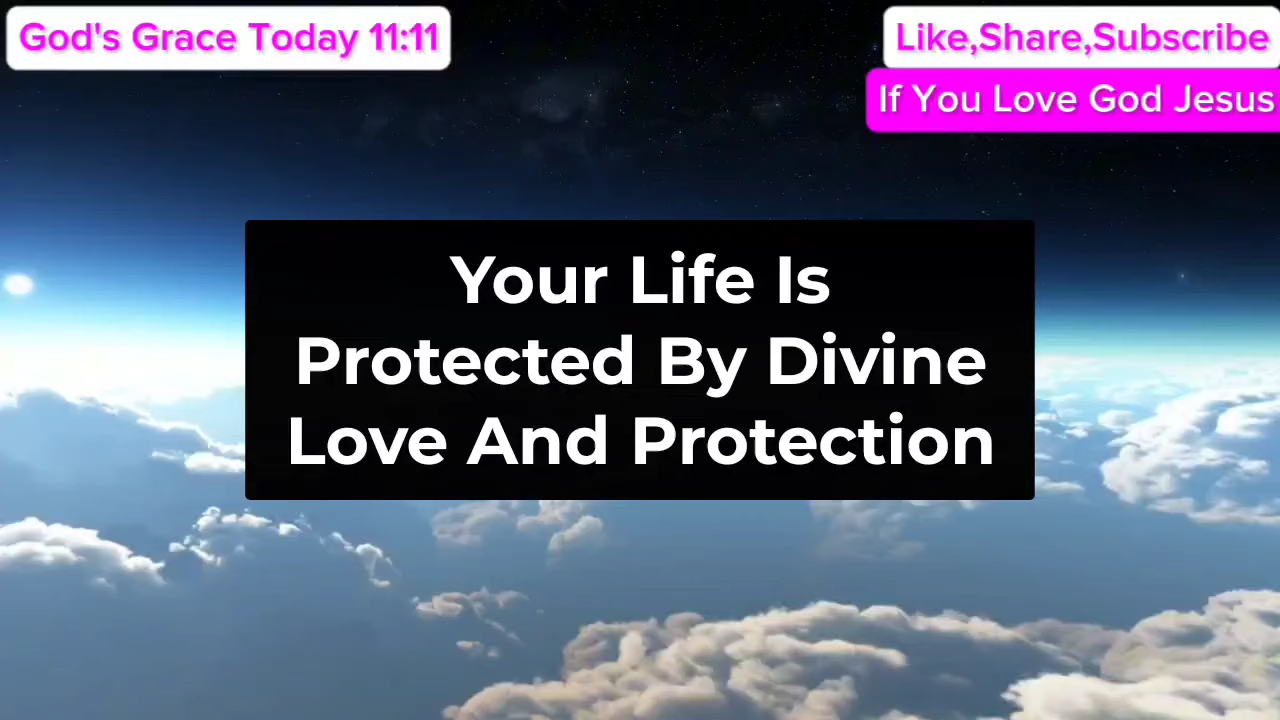 God's Grace Today 11:11
Like,Share,Subscribe
If You Love God Jesus
Your Life Is
Protected By Divine
Love And Protection